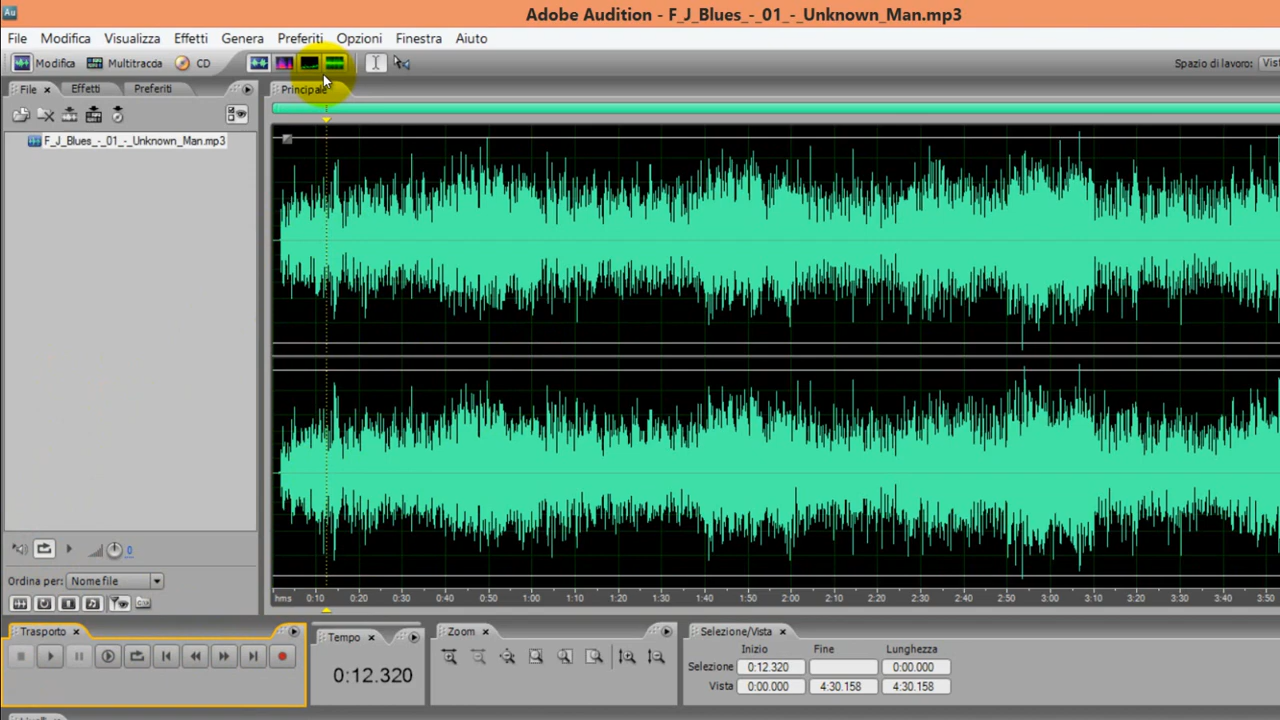 Au Adobe Audition - F_J_Blues_-_01_-_Unknown_Man.mp3
File Modifica Visualizza Effetti Genera Preferiti Opzioni Finestra Aiuto
Modifica Multitracda CD Spazio di lavoro: Vist
File Effetti Preferiti Principale
F_J_Blues_-_01_-_Unknown_Man.mp3
0
Ordina per: Nome file
hms 0:10 0:20 0:30 0:40 0:50 1:00 1:10 1:20 1:30 1:40 1:50 2:00 2:10 2:20 2:30 2:40 2:50 3:00 3:10 3:20 3:30 3:40 3:50
Trasporto Tempo Zoom Selezione/Vista
Inizio Fine Lunghezza
Selezione 0:12.320 0:00.000
Vista 0:00.000 4:30.158 4:30.158
0:12.320